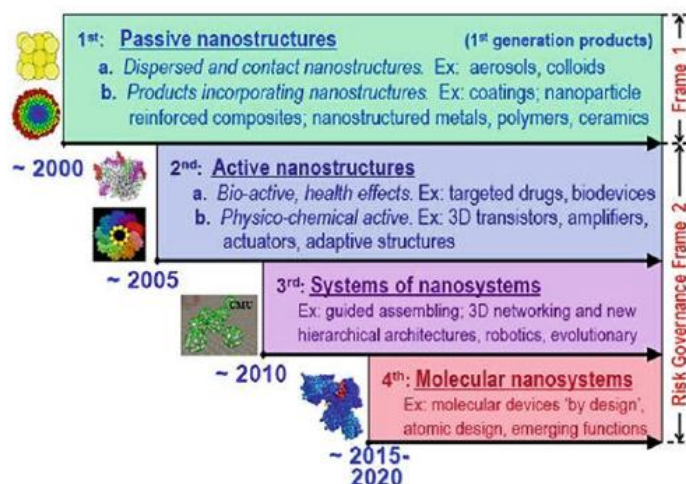 1st: Passive nanostructures (1st generation products)
a. Dispersed and contact nanostructures. Ex: aerosols, colloids
b. Products incorporating nanostructures. Ex: coatings; nanoparticle
reinforced composites; nanostructured metals, polymers, ceramics
~ 2000
2nd: Active nanostructures
a. Bio-active, health effects. Ex: targeted drugs, biodevices
b. Physico-chemical active. Ex: 3D transistors, amplifiers,
actuators, adaptive structures
~ 2005
CMU
3rd: Systems of nanosystems
Ex: guided assembling; 3D networking and new
hierarchical architectures, robotics, evolutionary
~ 2010
4th: Molecular nanosystems
Ex: molecular devices 'by design',
atomic design, emerging functions
~ 2015-
2020
Frame 1
Risk Governance Frame 2